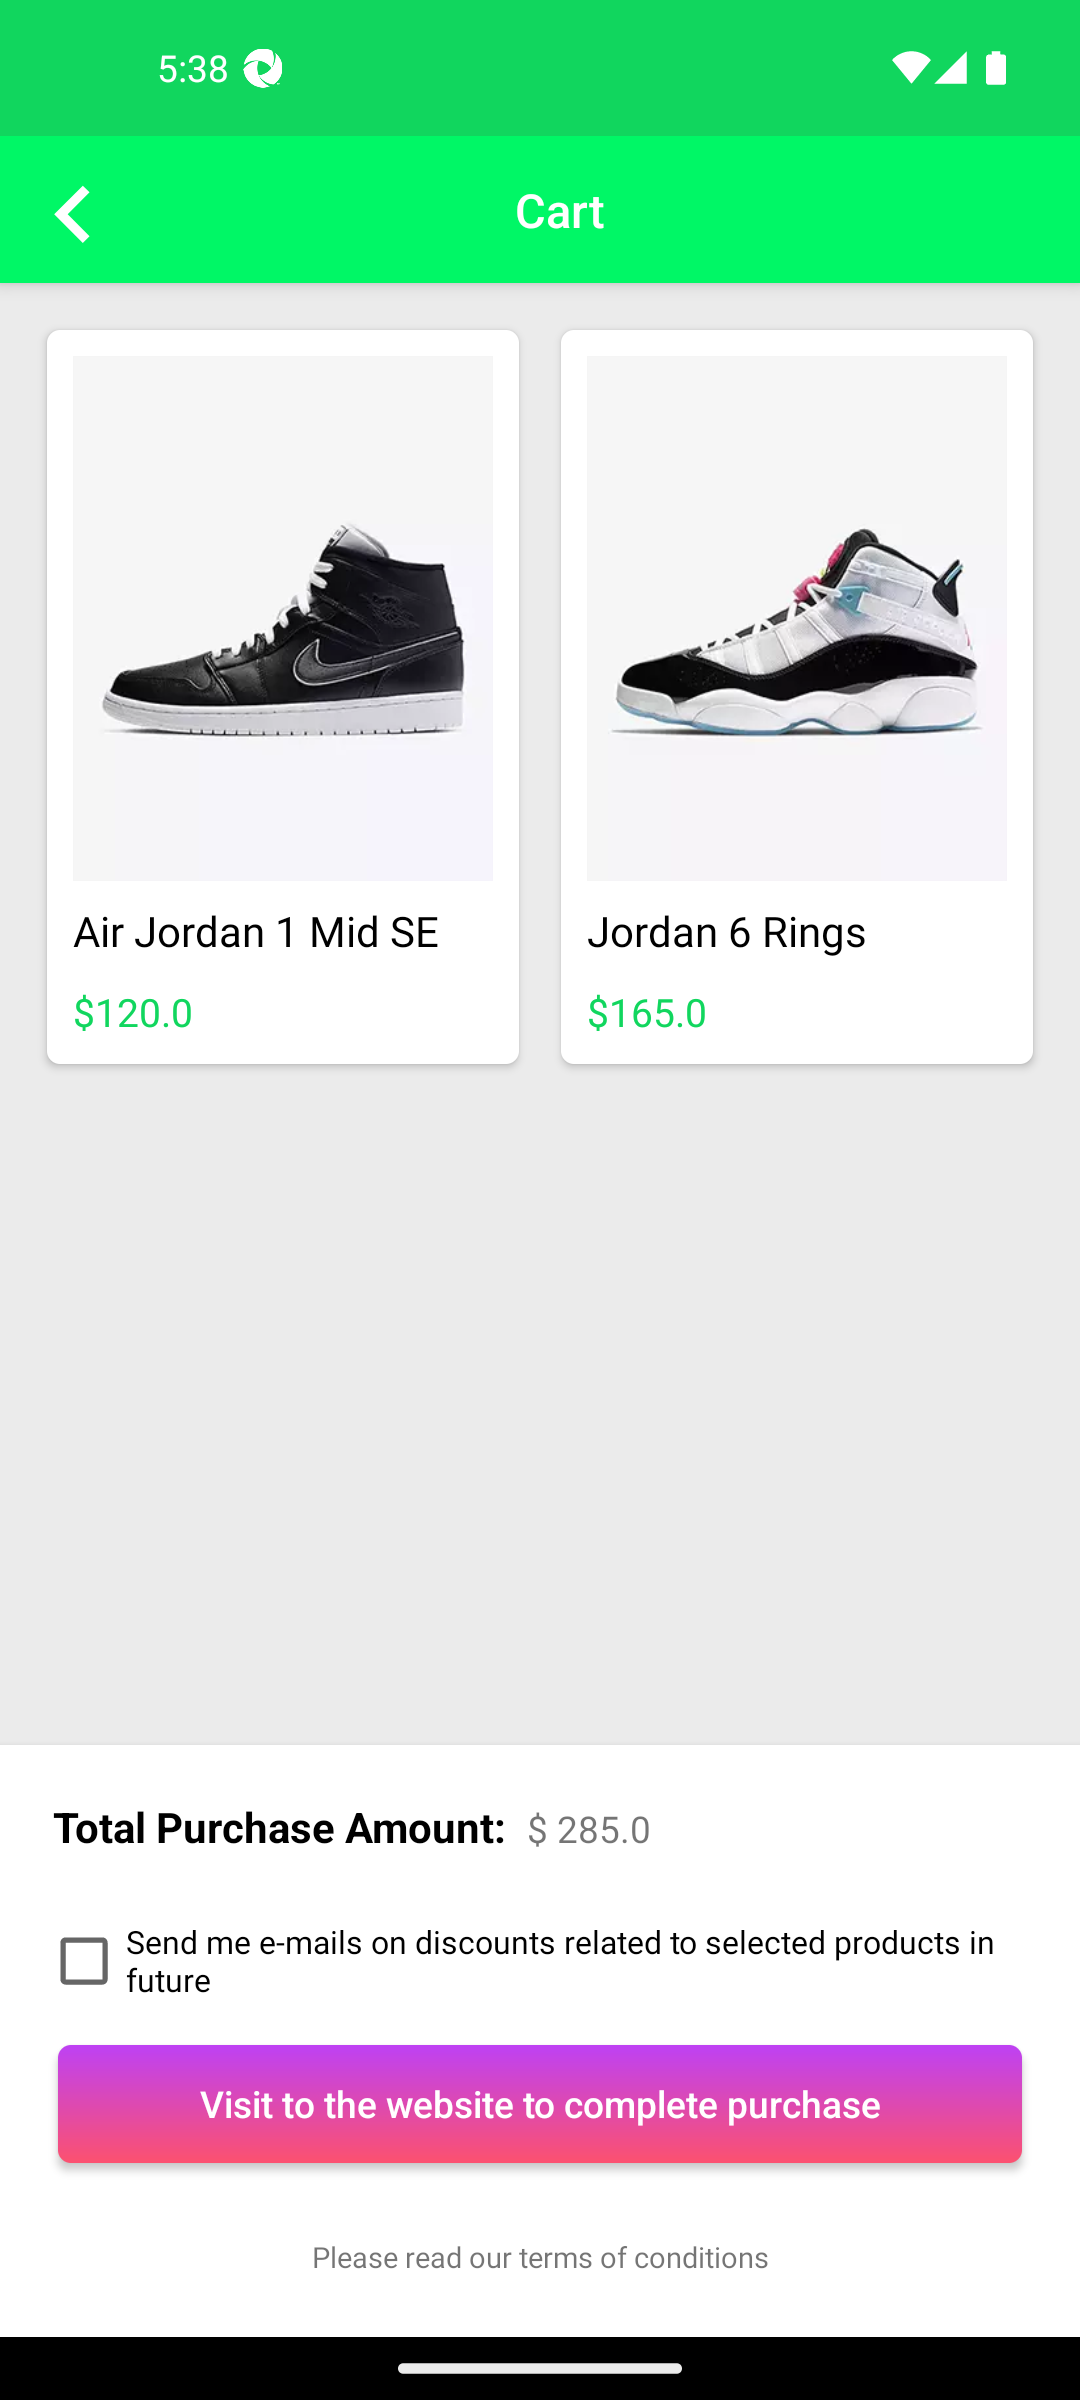 5:38
Cart
Air Jordan 1 Mid SE
$120.0
Jordan 6 Rings
$165.0
Total Purchase Amount: $ 285.0
Send me e-mails on discounts related to selected products in
future
Visit to the website to complete purchase
Please read our terms of conditions